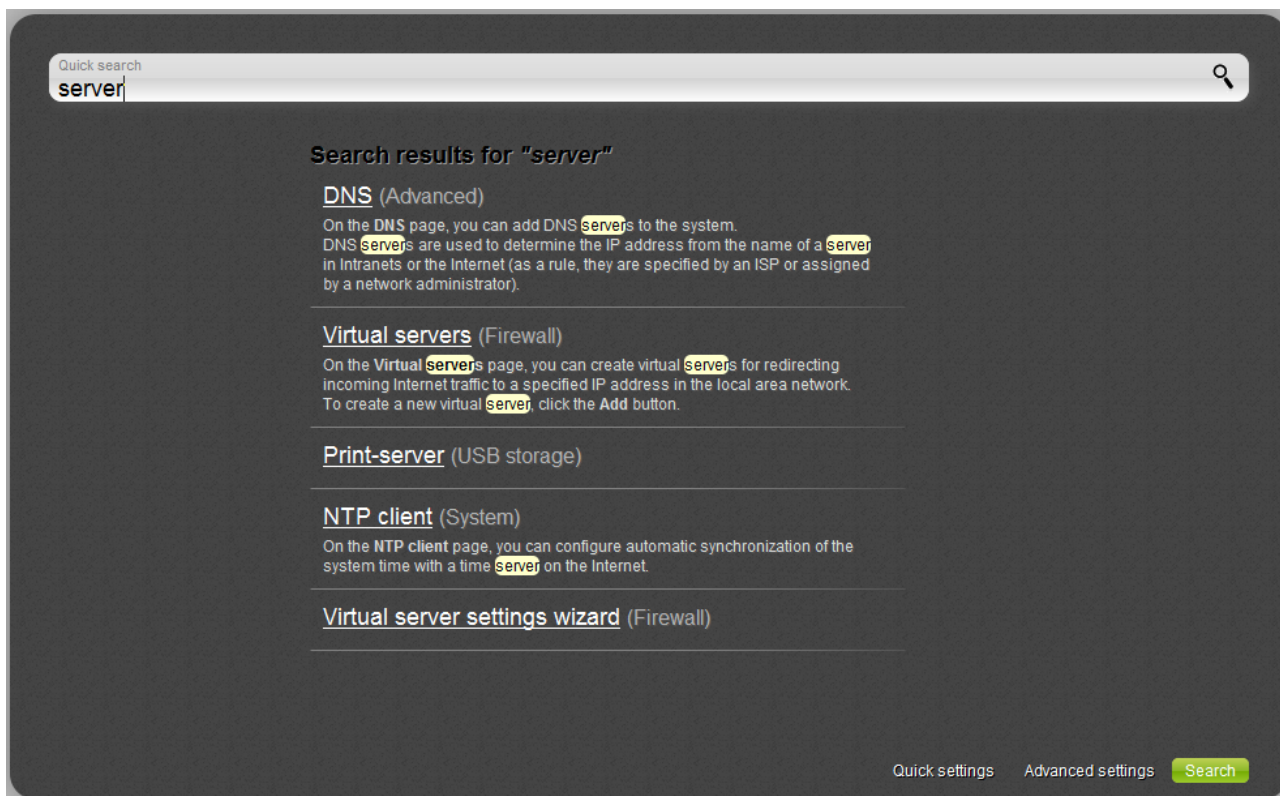 Quick search
server
Search results for "server"
DNS (Advanced)
On the DNS page, you can add DNS servers to the system.
DNS servers are used to determine the IP address from the name of a server
in Intranets or the Internet (as a rule, they are specified by an ISP or assigned
by a network administrator).
Virtual servers (Firewall)
On the Virtual servers page, you can create virtual servers for redirecting
incoming Internet traffic to a specified IP address in the local area network.
To create a new virtual server, click the Add button.
Print-server (USB storage)
NTP client (System)
On the NTP client page, you can configure automatic synchronization of the
system time with a time server on the Internet.
Virtual server settings wizard (Firewall)
Quick settings Advanced settings Search